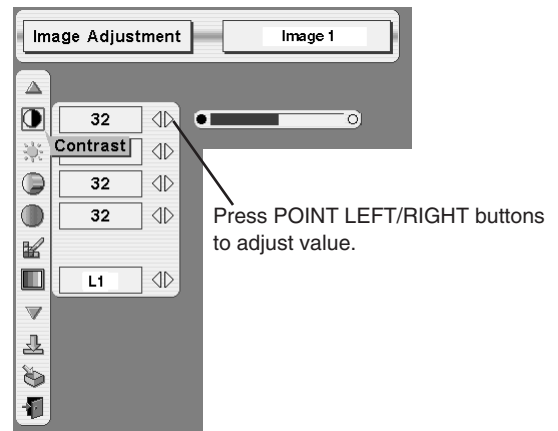 Image Adjustment
Image 1
32
Contrast
32
32
L1
Press POINT LEFT/RIGHT buttons
to adjust value.